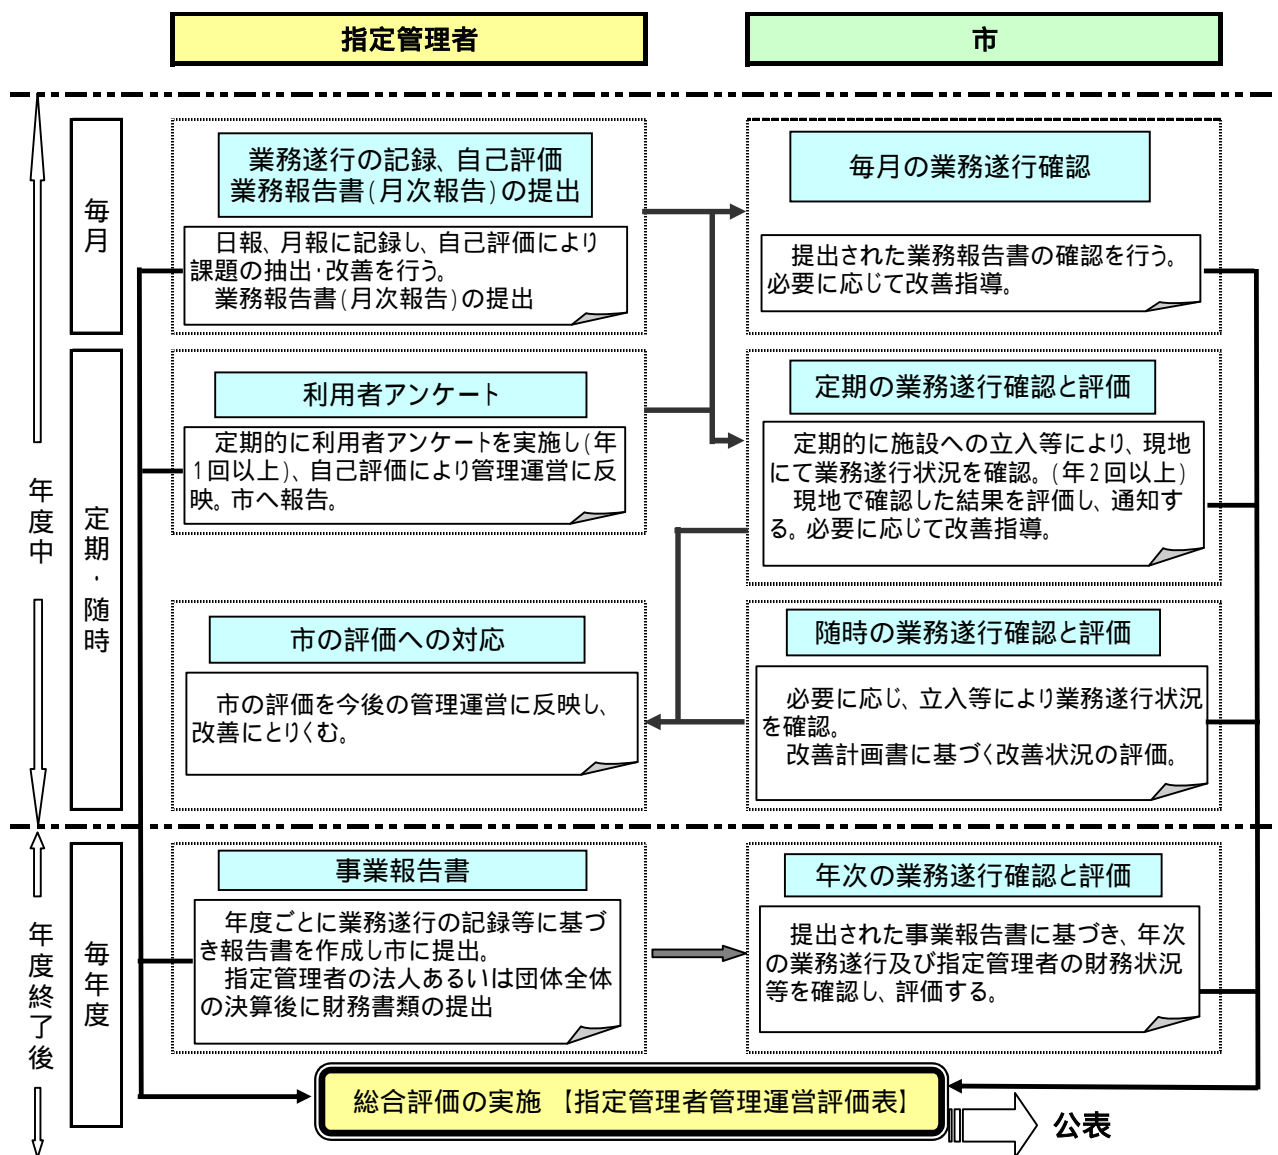 指定管理者
市
年度中
毎月
業務遂行の記録、自己評価
業務報告書(月次報告)の提出
日報、月報に記録し、自己評価により
課題の抽出・改善を行う。
業務報告書(月次報告)の提出
毎月の業務遂行確認
提出された業務報告書の確認を行う。
必要に応じて改善指導。
定期・随時
利用者アンケート
定期的に利用者アンケートを実施し(年
1回以上)、自己評価により管理運営に反
映。市へ報告。
定期の業務遂行確認と評価
定期的に施設への立入等により、現地
にて業務遂行状況を確認。(年2回以上)
現地で確認した結果を評価し、通知す
る。必要に応じて改善指導。
市の評価への対応
市の評価を今後の管理運営に反映し、
改善にとりくむ。
随時の業務遂行確認と評価
必要に応じ、立入等により業務遂行状況
を確認。
改善計画書に基づく改善状況の評価。
年度終了後
毎年度
事業報告書
年度ごとに業務遂行の記録等に基づ
き報告書を作成し市に提出。
指定管理者の法人あるいは団体全体
の決算後に財務書類の提出
年次の業務遂行確認と評価
提出された事業報告書に基づき、年次
の業務遂行及び指定管理者の財務状況
等を確認し、評価する。
総合評価の実施 【指定管理者管理運営評価表】
公表